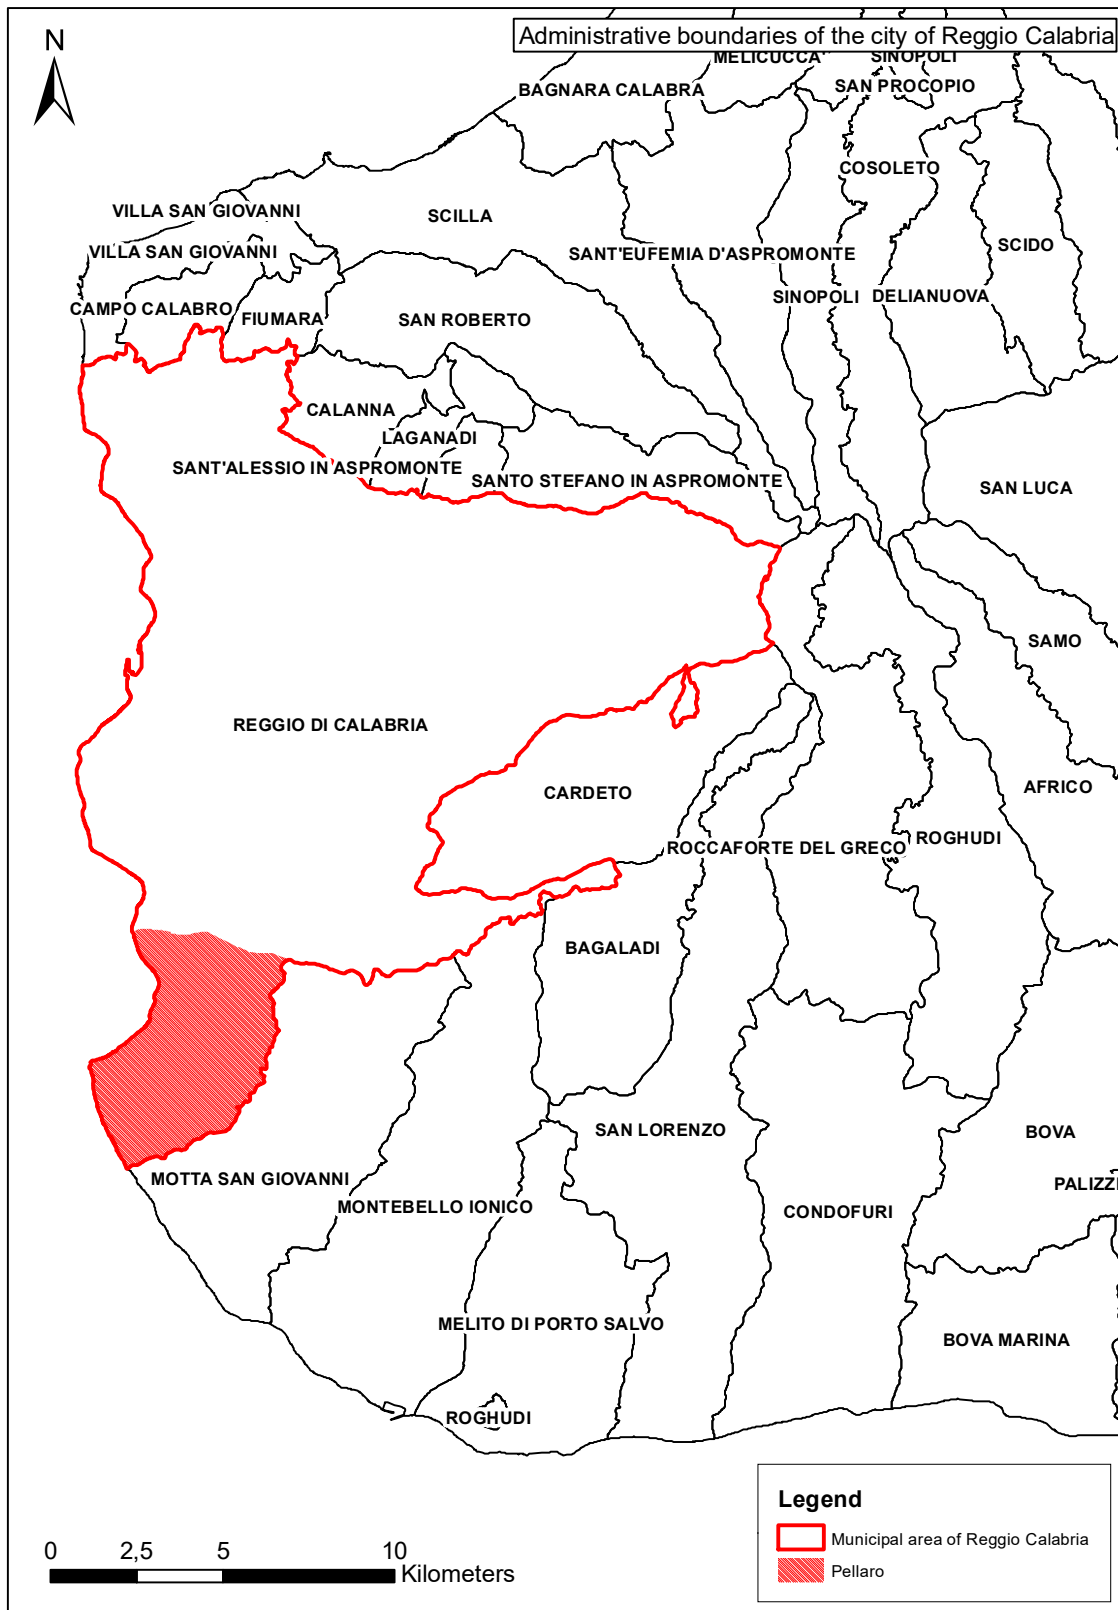 Administrative boundaries of the city of Reggio Calabria
N
MELICUCCA'
SINOPOLI
BAGNARA CALABRA
SAN PROCOPIO
COSOLETO
VILLA SAN GIOVANNI
SCILLA
SCIDO
VILLA SAN GIOVANNI
SANT'EUFEMIA D'ASPROMONTE
SINOPOLI
DELIANUOVA
CAMPO CALABRO
FIUMARA
SAN ROBERTO
CALANNA
LAGANADI
SANT'ALESSIO IN ASPROMONTE
SANTO STEFANO IN ASPROMONTE
SAN LUCA
SAMO
REGGIO DI CALABRIA
CARDETO
AFRICO
ROCCAFORTE DEL GRECO
ROGHUDI
BAGALADI
SAN LORENZO
BOVA
MOTTA SAN GIOVANNI
PALIZZI
MONTEBELLO IONICO
CONDOFURI
MELITO DI PORTO SALVO
BOVA MARINA
ROGHUDI
Legend
Municipal area of Reggio Calabria
Pellaro
0 2,5 5 10
Kilometers